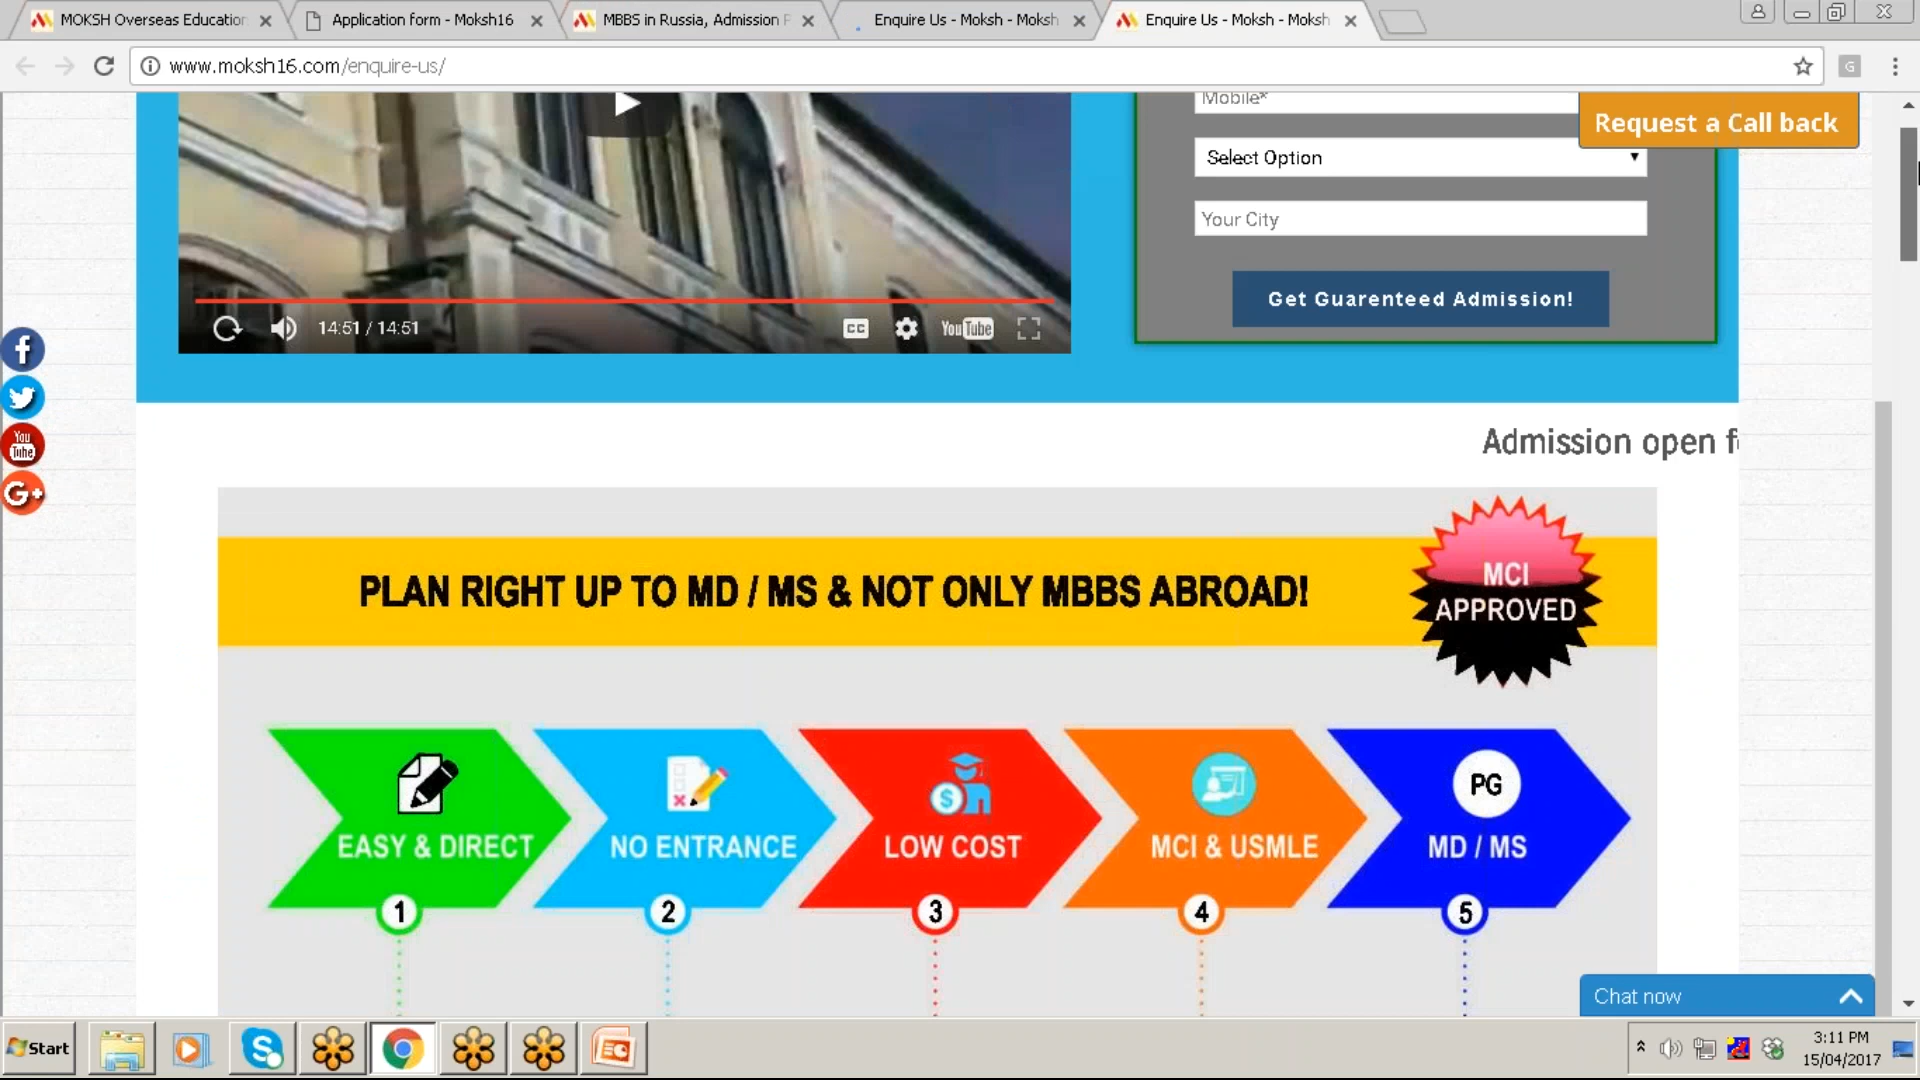 MOKSH Overseas Education
Application form - Moksh16
MBBS in Russia, Admission P
Enquire Us - Moksh - Moksh
Enquire Us - Moksh - Moksh
www.moksh16.com/enquire-us/
G
Mobile*
Request a Call back
Select Option
Your City
Get Guarenteed Admission!
14:51 / 14:51
CC
YouTube
You
Tube
G+
Admission open f
PLAN RIGHT UP TO MD / MS & NOT ONLY MBBS ABROAD!
MCI
APPROVED
EASY & DIRECT
NO ENTRANCE
$
LOW COST
MCI & USMLE
PG
MD / MS
1
2
3
4
5
Chat now
Start
3:11 PM
15/04/2017